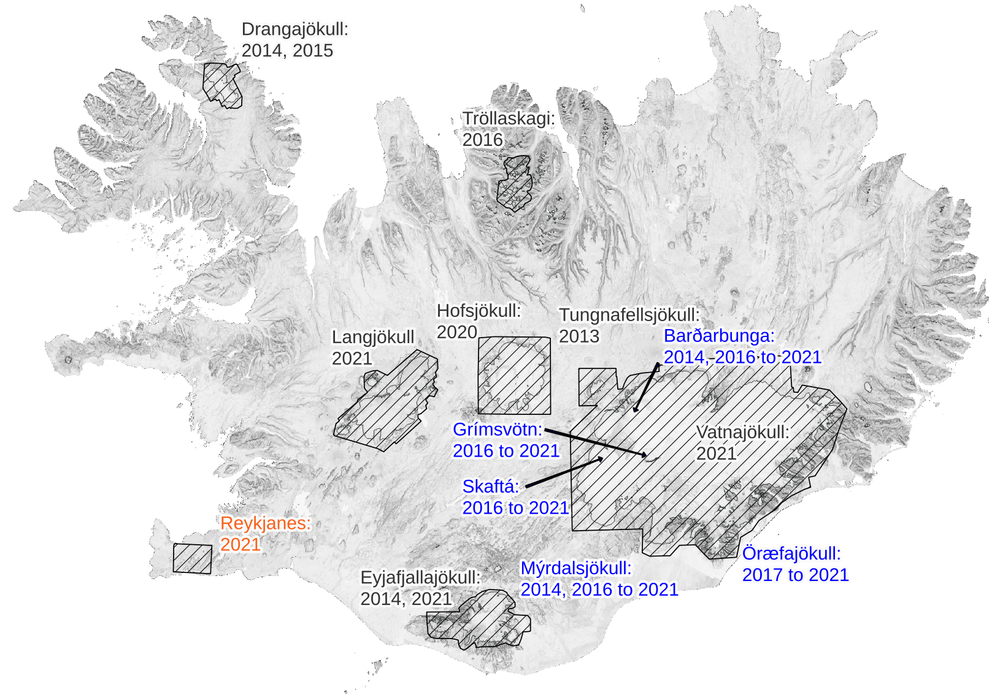 Drangajökull:
2014, 2015
Tröllaskagi:
2016
Hofsjökull:
2020
Tungnafellsjökull:
2013
Langjökull
2021
Barðarbunga:
2014, 2016 to 2021
Grímsvötn:
2016 to 2021
Vatnajökull:
2021
Skaftá:
2016 to 2021
Reykjanes:
2021
Öræfajökull:
2017 to 2021
Mýrdalsjökull:
2014, 2016 to 2021
Eyjafjallajökull:
2014, 2021